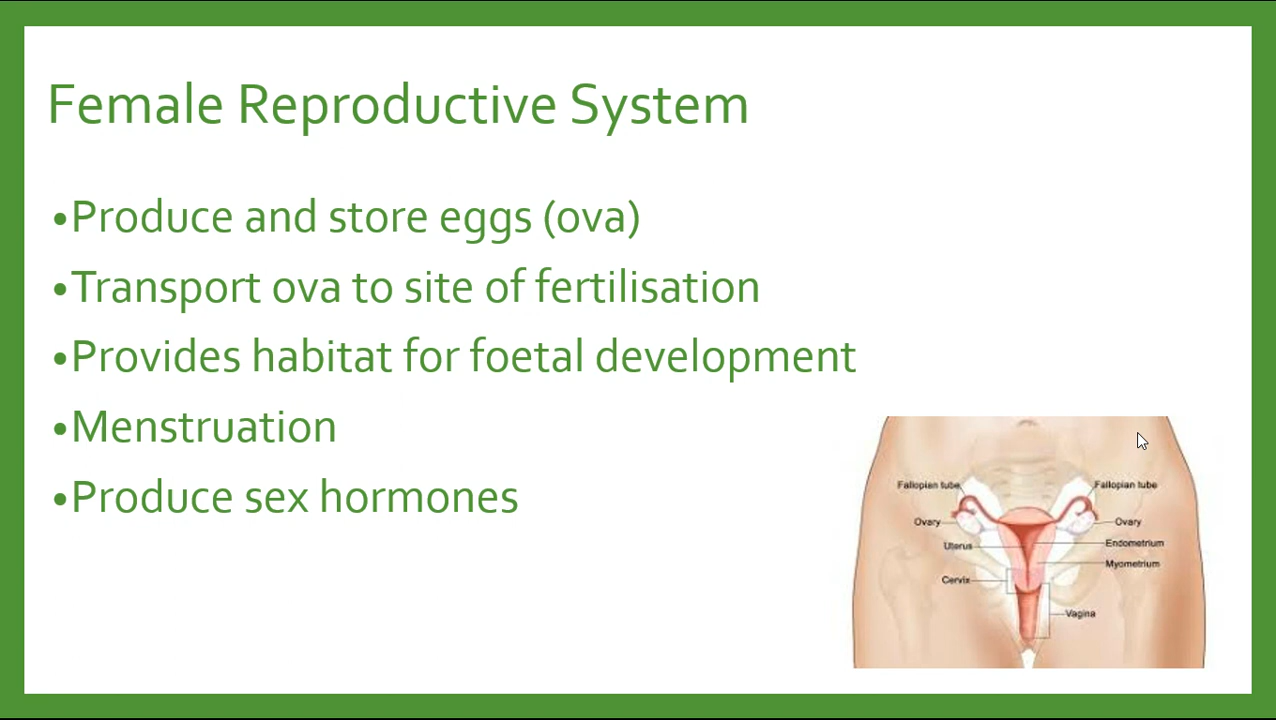 Female Reproductive System
•Produce and store eggs (ova)
•Transport ova to site of fertilisation
•Provides habitat for foetal development
•Menstruation
•Produce sex hormones
Fallopian tube
Fallopian tube
Ovary
Ovary
Uterus
Endometrium
Myometrium
Cervix
Vagina